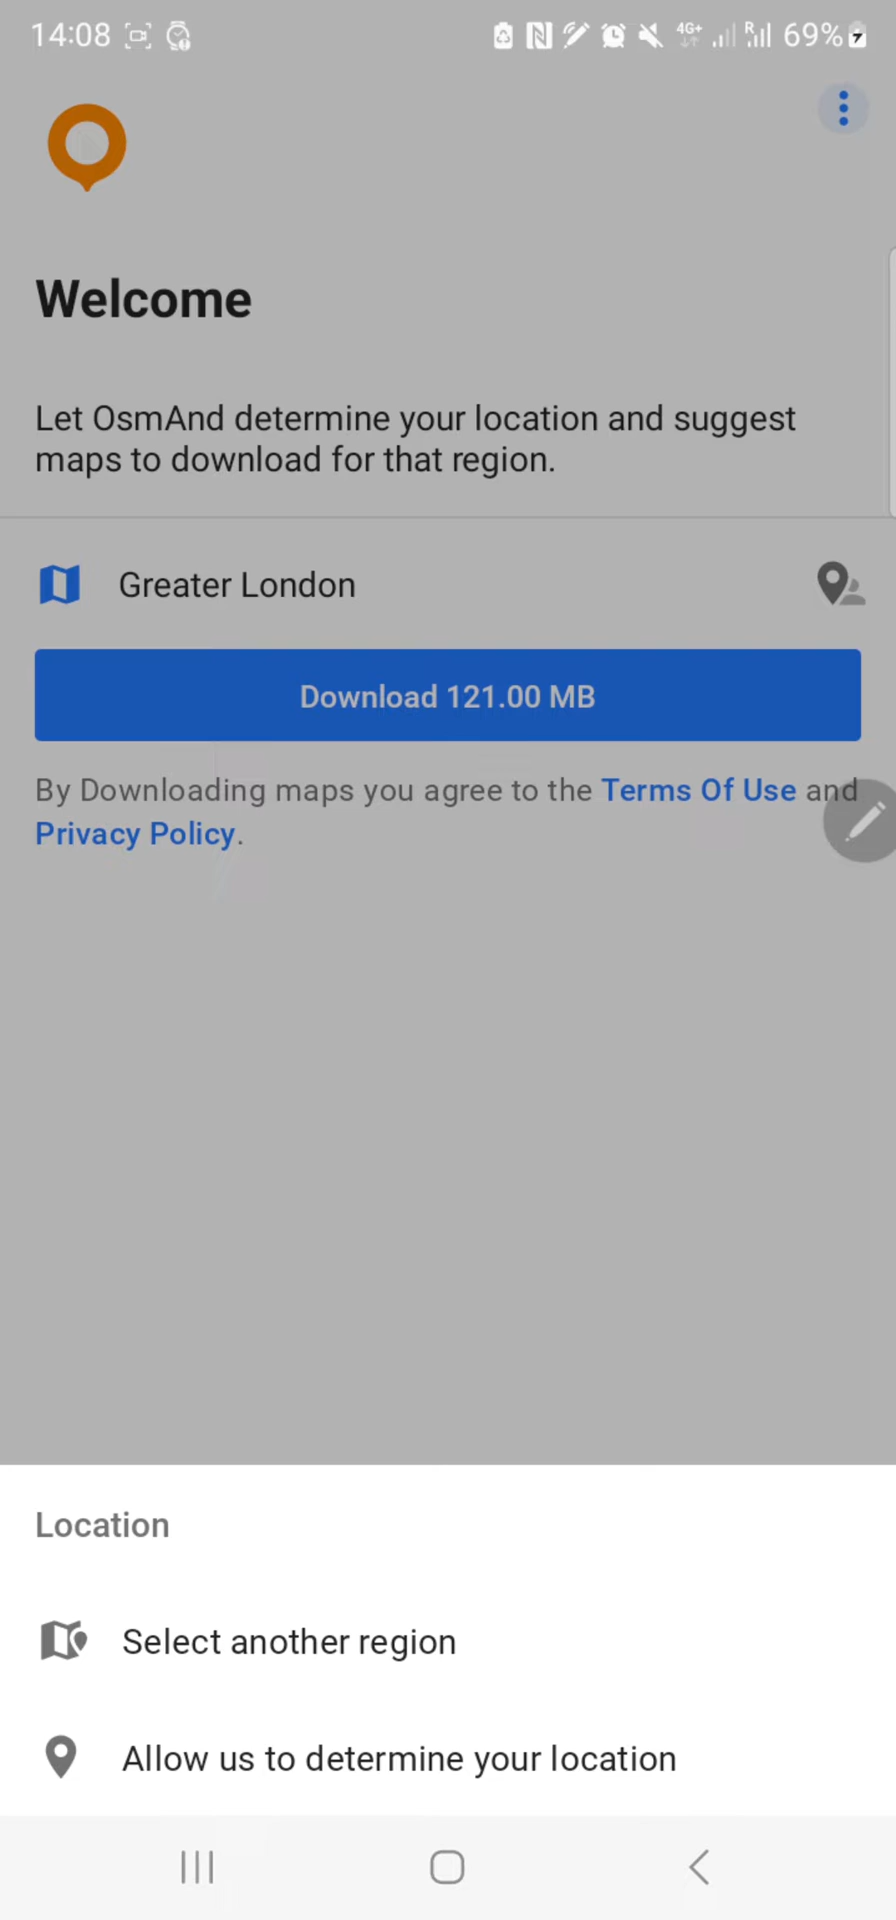 14:08
4G+ R 69%
Welcome
Let OsmAnd determine your location and suggest
maps to download for that region.
Greater London
Download 121.00 MB
By Downloading maps you agree to the Terms Of Use and
Privacy Policy.
Location
Select another region
Allow us to determine your location